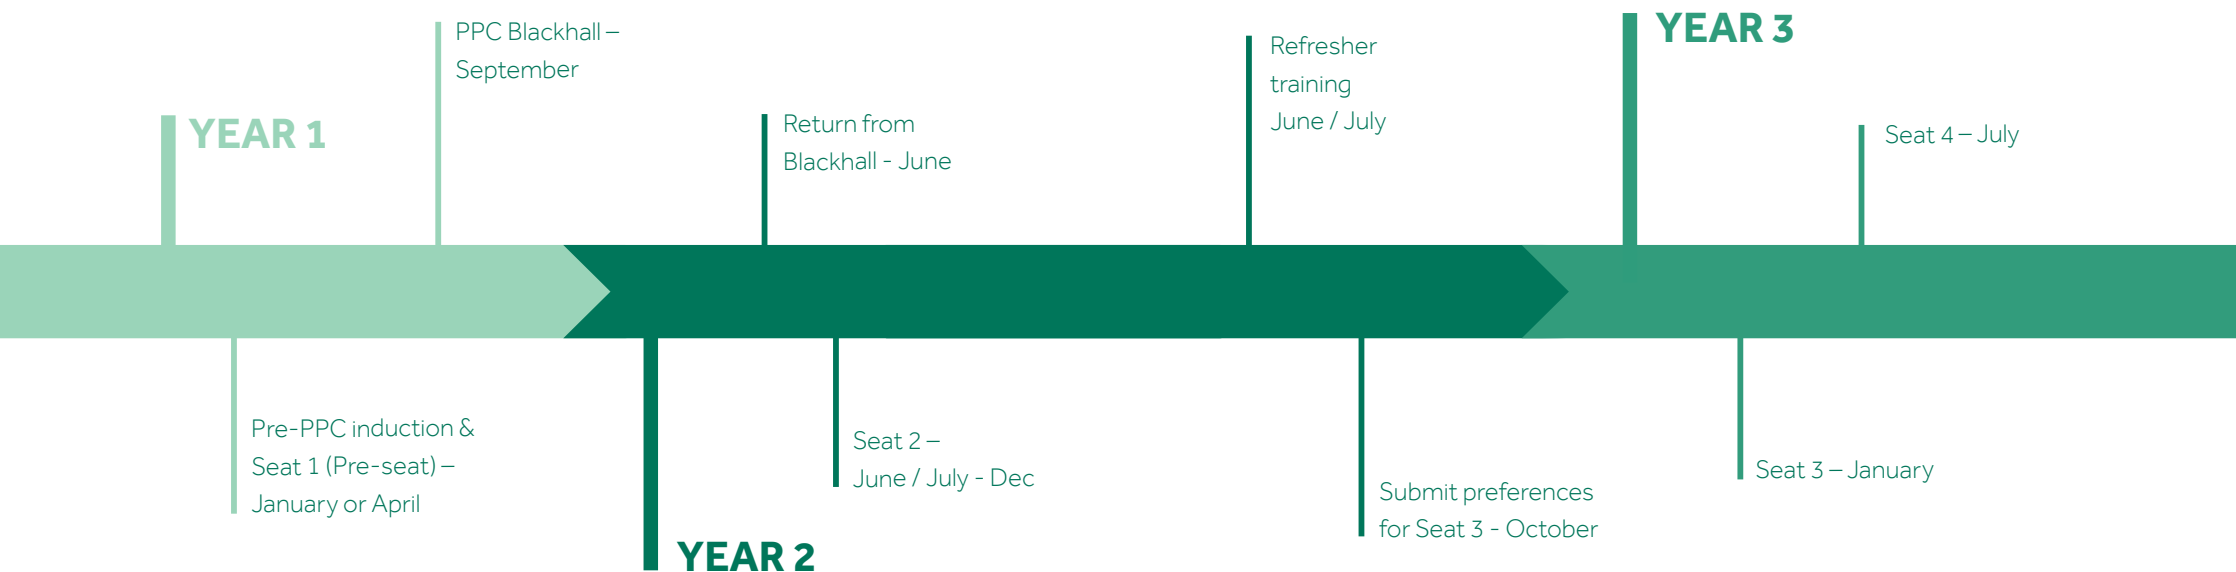 YEAR 1
Pre-PPC induction &
Seat 1 (Pre-seat) –
January or April
PPC Blackhall –
September
YEAR 2
Return from
Blackhall - June
Seat 2 –
June / July - Dec
Refresher
training
June / July
Submit preferences
for Seat 3 - October
YEAR 3
Seat 3 – January
Seat 4 – July